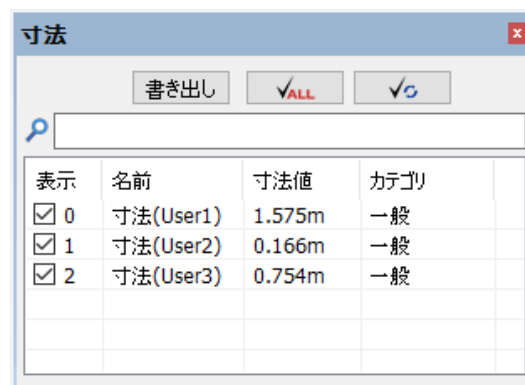 寸法
書き出し ALL
表示 名前 寸法値 カテゴリ
0 寸法(User1) 1.575m 一般
1 寸法(User2) 0.166m 一般
2 寸法(User3) 0.754m 一般